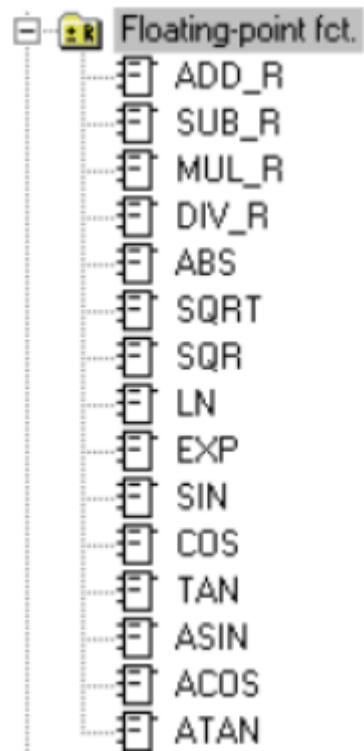 Floating-point fct.
ADD_R
SUB_R
MUL_R
DIV_R
ABS
SQRT
SQR
LN
EXP
SIN
COS
TAN
ASIN
ACOS
ATAN